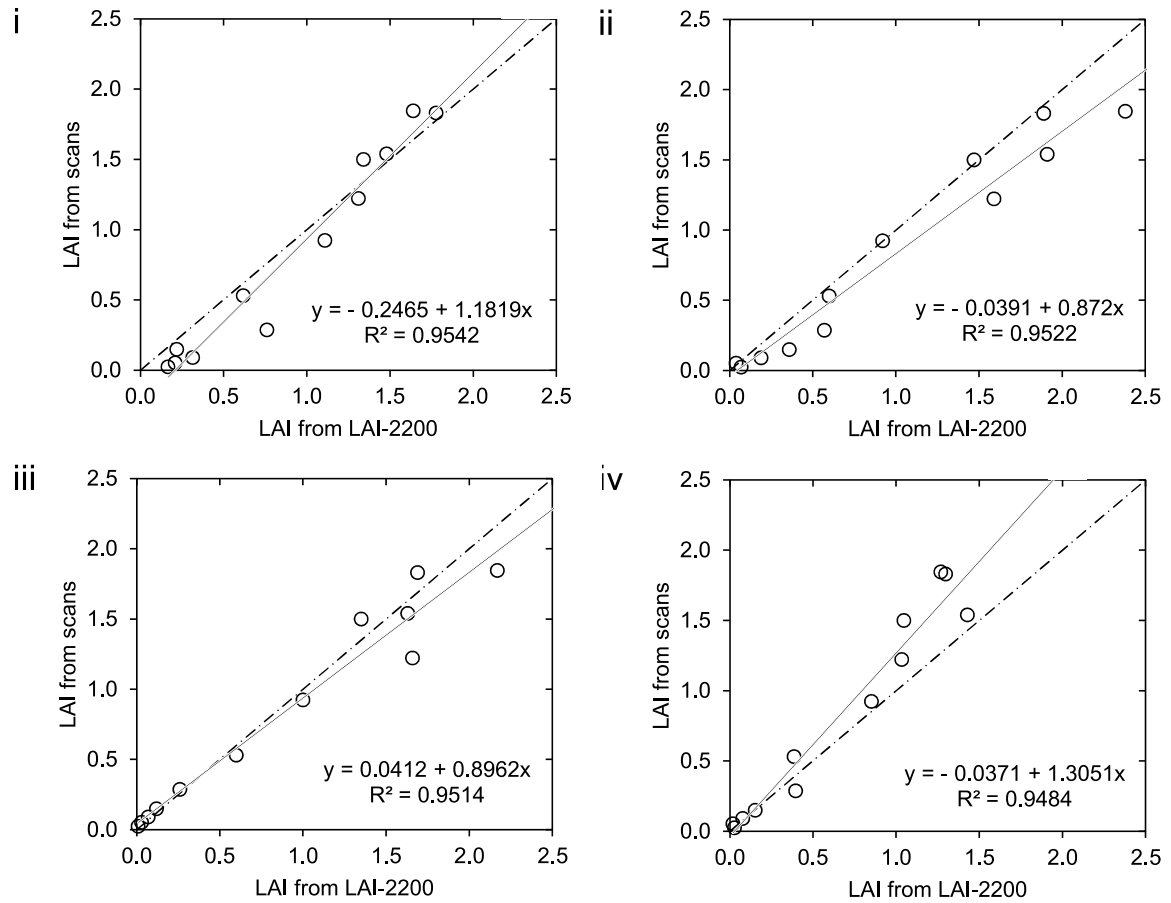 i
2.5
2.0
1.5
1.0
0.5
0.0
LAI from scans
y = - 0.2465 + 1.1819x
R² = 0.9542
0.0 0.5 1.0 1.5 2.0 2.5
LAI from LAI-2200
ii
2.5
2.0
1.5
1.0
0.5
0.0
LAI from scans
y = - 0.0391 + 0.872x
R² = 0.9522
0.0 0.5 1.0 1.5 2.0 2.5
LAI from LAI-2200
iii
2.5
2.0
1.5
1.0
0.5
0.0
LAI from scans
y = 0.0412 + 0.8962x
R² = 0.9514
0.0 0.5 1.0 1.5 2.0 2.5
LAI from LAI-2200
iv
2.5
2.0
1.5
1.0
0.5
0.0
LAI from scans
y = - 0.0371 + 1.3051x
R² = 0.9484
0.0 0.5 1.0 1.5 2.0 2.5
LAI from LAI-2200